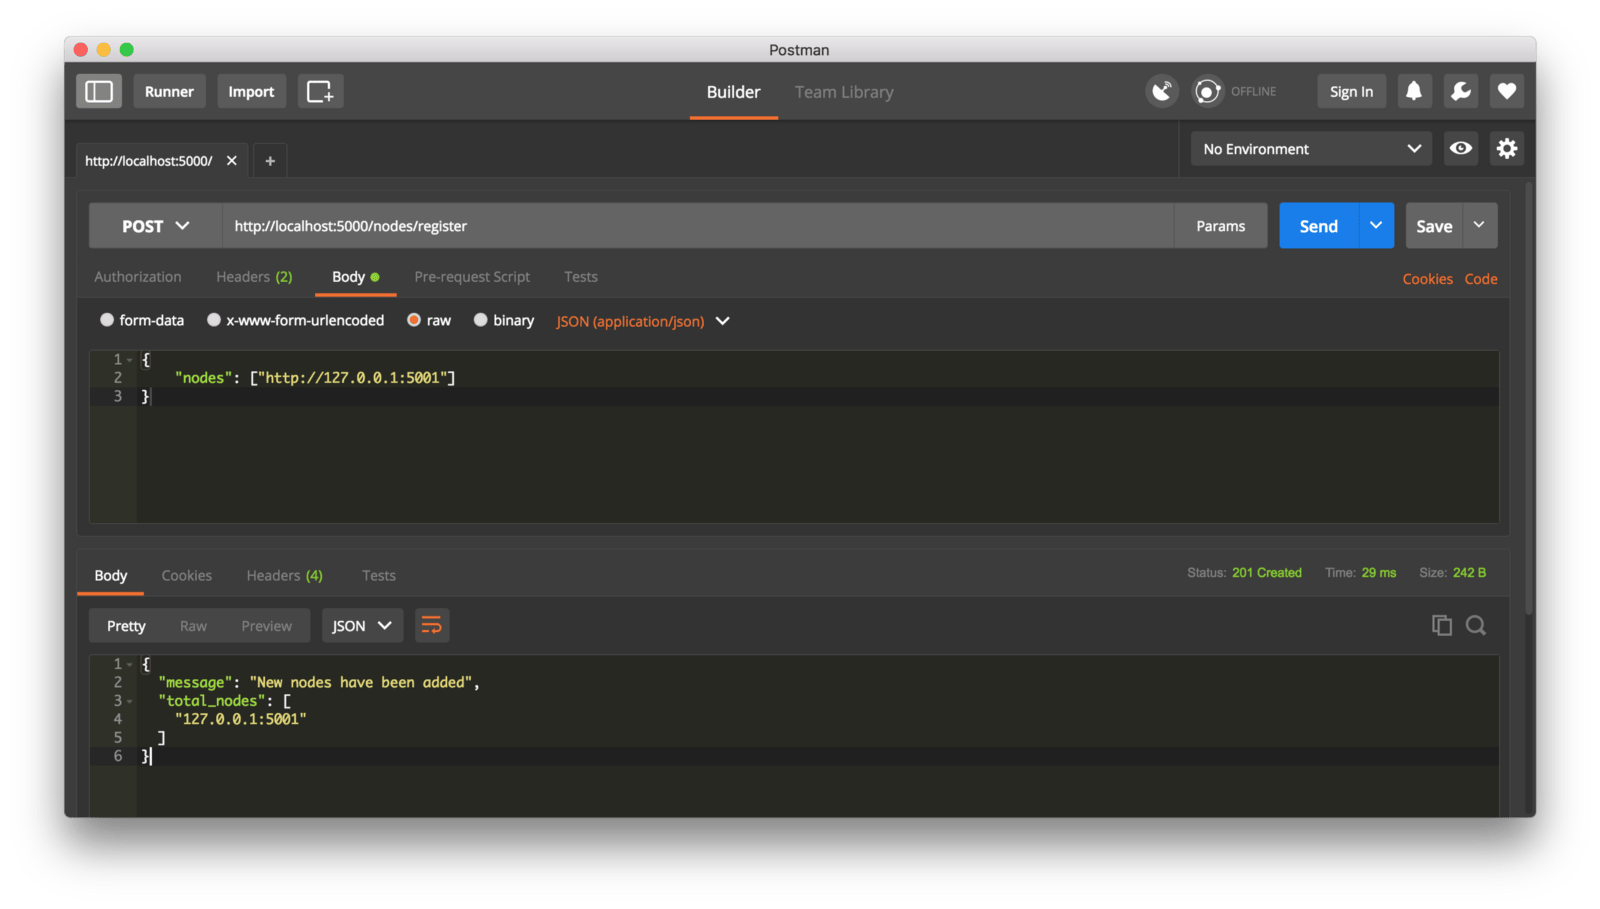 Postman
Runner Import Builder Team Library OFFLINE Sign In
http://localhost:5000/ No Environment
POST http://localhost:5000/nodes/register Params Send Save
Authorization Headers (2) Body Pre-request Script Tests Cookies Code
form-data x-www-form-urlencoded raw binary JSON (application/json)
1 {
2 "nodes": ["http://127.0.0.1:5001"]
3 }
Body Cookies Headers (4) Tests Status: 201 Created Time: 29 ms Size: 242 B
Pretty Raw Preview JSON
1 {
2 "message": "New nodes have been added",
3 "total_nodes": [
4 "127.0.0.1:5001"
5 ]
6 }